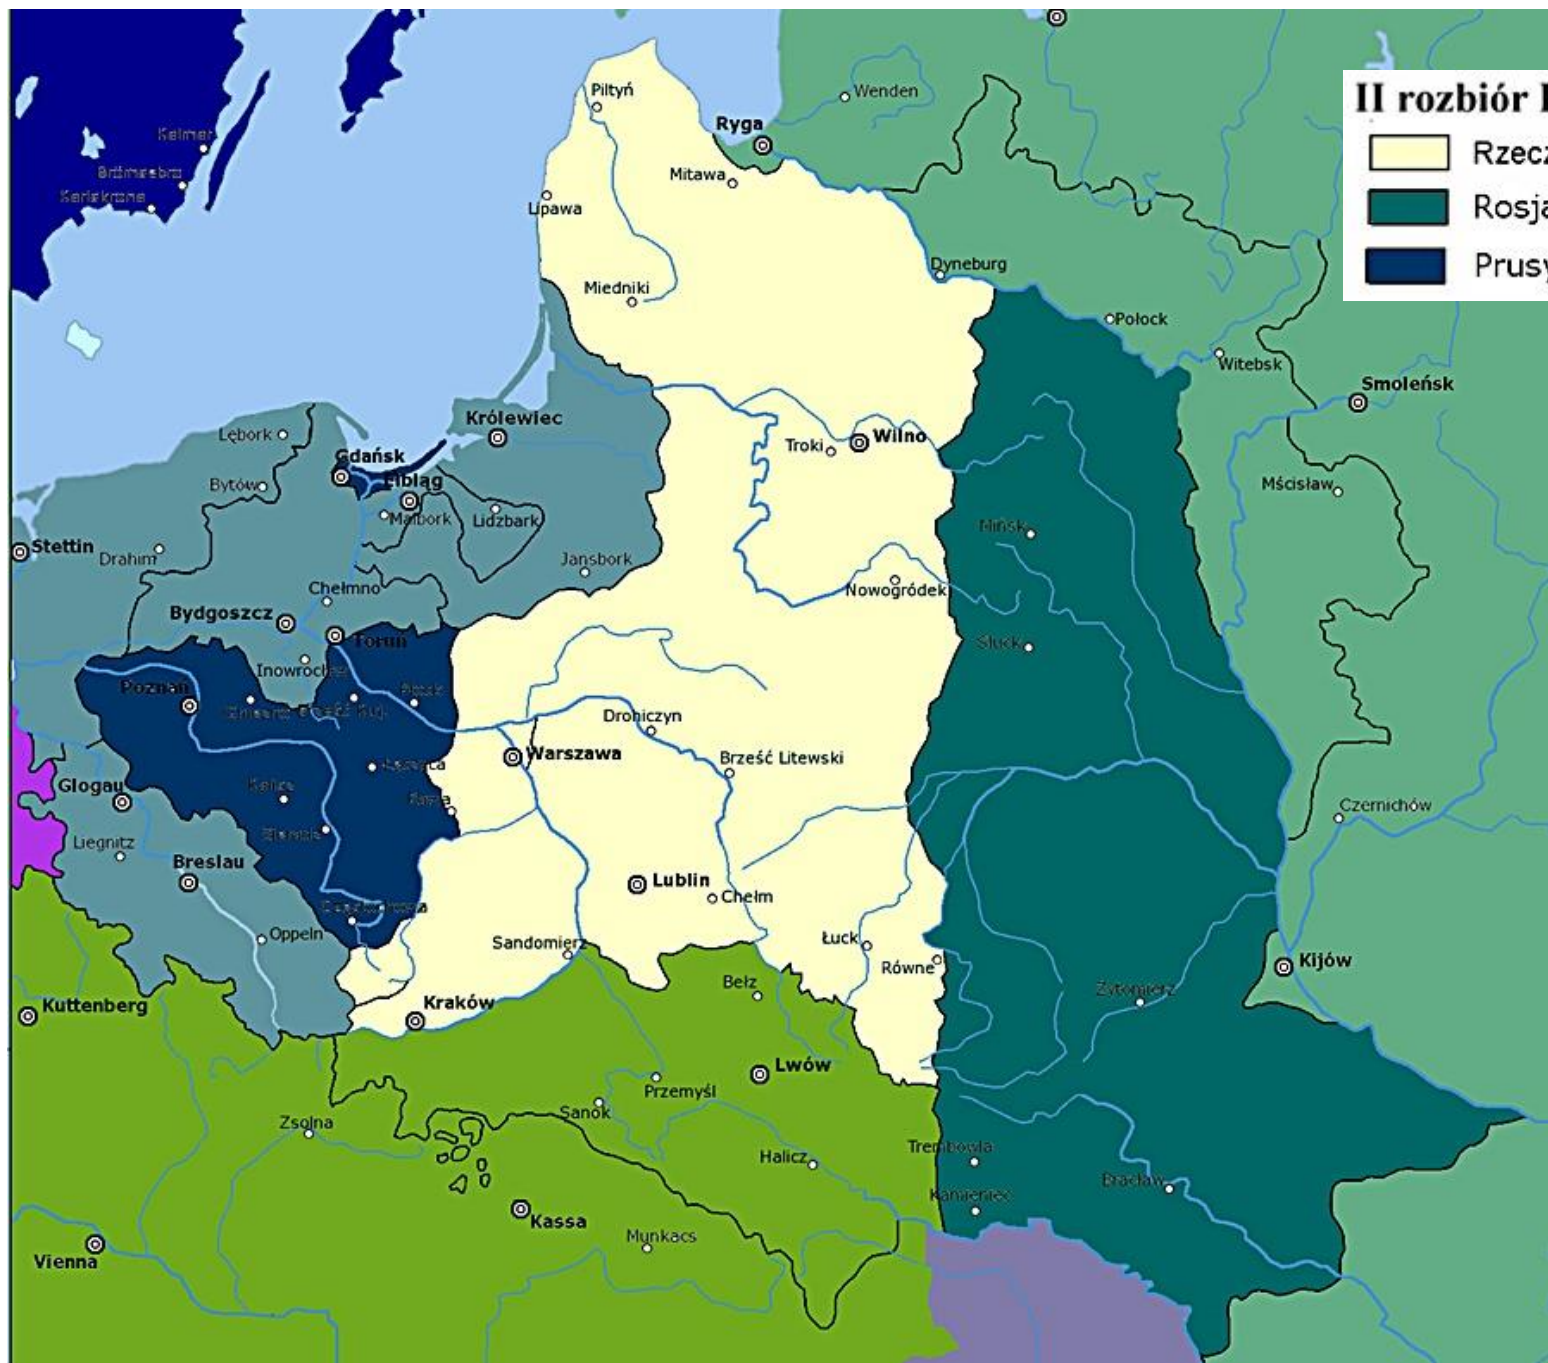 II rozbiór
Rosja
Prusy
Piltyń
Wenden
Ryga
Mitawa
Lipawa
Miedniki
Dyneburg
Połock
Witebsk
Smoleńsk
Królewiec
Lębork
Gdańsk
Elbląg
Bytów
Malbork
Lidzbark
Troki
Wilno
Mścisław
Stettin
Drahim
Jansbork
Mińsk
Chełmno
Nowogródek
Bydgoszcz
Toruń
Słuck
Inowrocław
Poznań
Drohiczyn
Warszawa
Brześć Litewski
Glogau
Czernichów
Liegnitz
Breslau
Lublin
Chełm
Oppeln
Sandomierz
Łuck
Równe
Kijów
Bełz
Żytomierz
Kuttenberg
Kraków
Lwów
Przemyśl
Sanok
Zsolna
Halicz
Trembowla
Kamieniec
Bracław
Kassa
Munkacs
Vienna